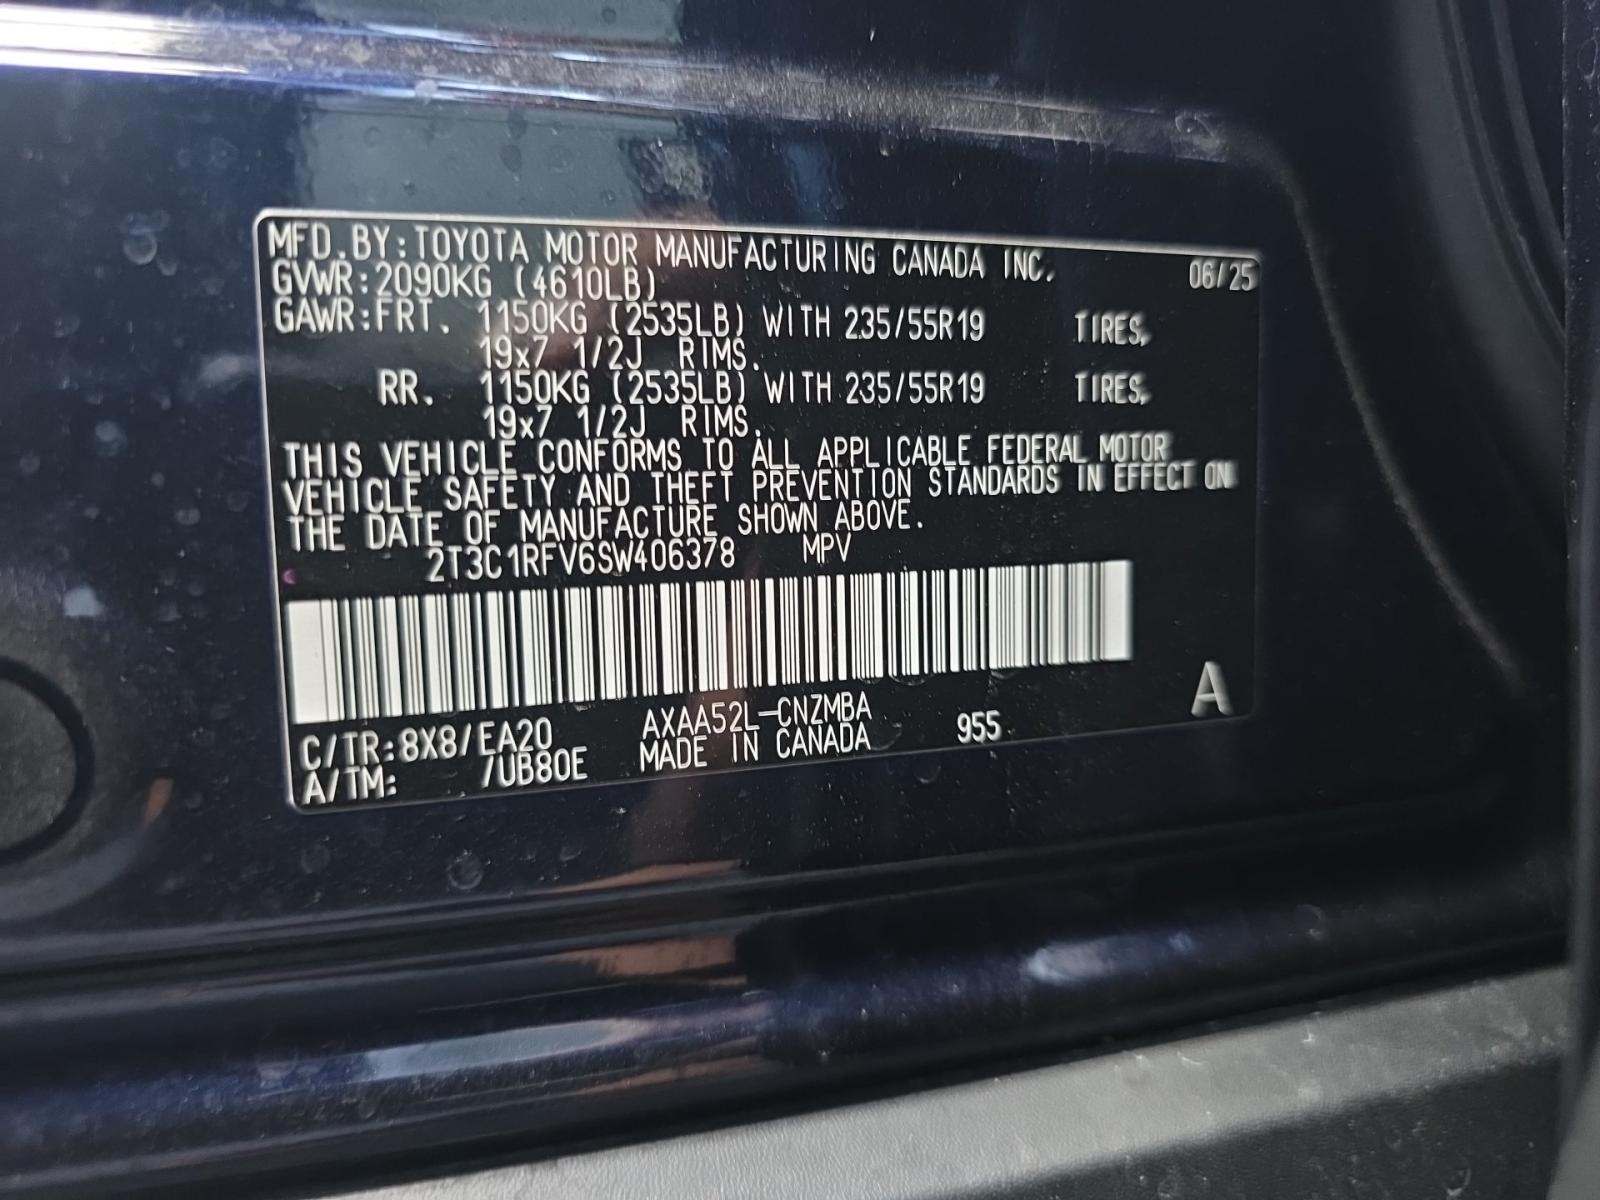 MFD.BY:TOYOTA MOTOR MANUFACTURING CANADA INC. 06/25
GVWR:2090KG (4610LB)
GAWR:FRT. 1150KG (2535LB) WITH 235/55R19 TIRES,
19x7 1/2J RIMS.
RR. 1150KG (2535LB) WITH 235/55R19 TIRES,
19x7 1/2J RIMS.
THIS VEHICLE CONFORMS TO ALL APPLICABLE FEDERAL MOTOR
VEHICLE SAFETY AND THEFT PREVENTION STANDARDS IN EFFECT ON
THE DATE OF MANUFACTURE SHOWN ABOVE.
2T3C1RFV6SW406378 MPV
C/TR:8X8/EA20 AXAA52L-CNZMBA 955 A
A/TM: /UB80E MADE IN CANADA